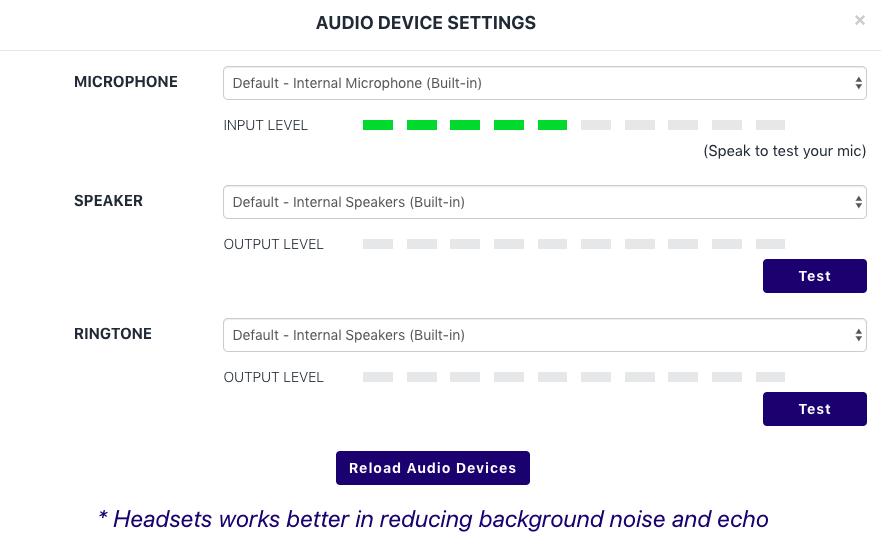 AUDIO DEVICE SETTINGS ×
MICROPHONE Default - Internal Microphone (Built-in)
INPUT LEVEL
(Speak to test your mic)
SPEAKER Default - Internal Speakers (Built-in)
OUTPUT LEVEL
Test
RINGTONE Default - Internal Speakers (Built-in)
OUTPUT LEVEL
Test
Reload Audio Devices
* Headsets works better in reducing background noise and echo